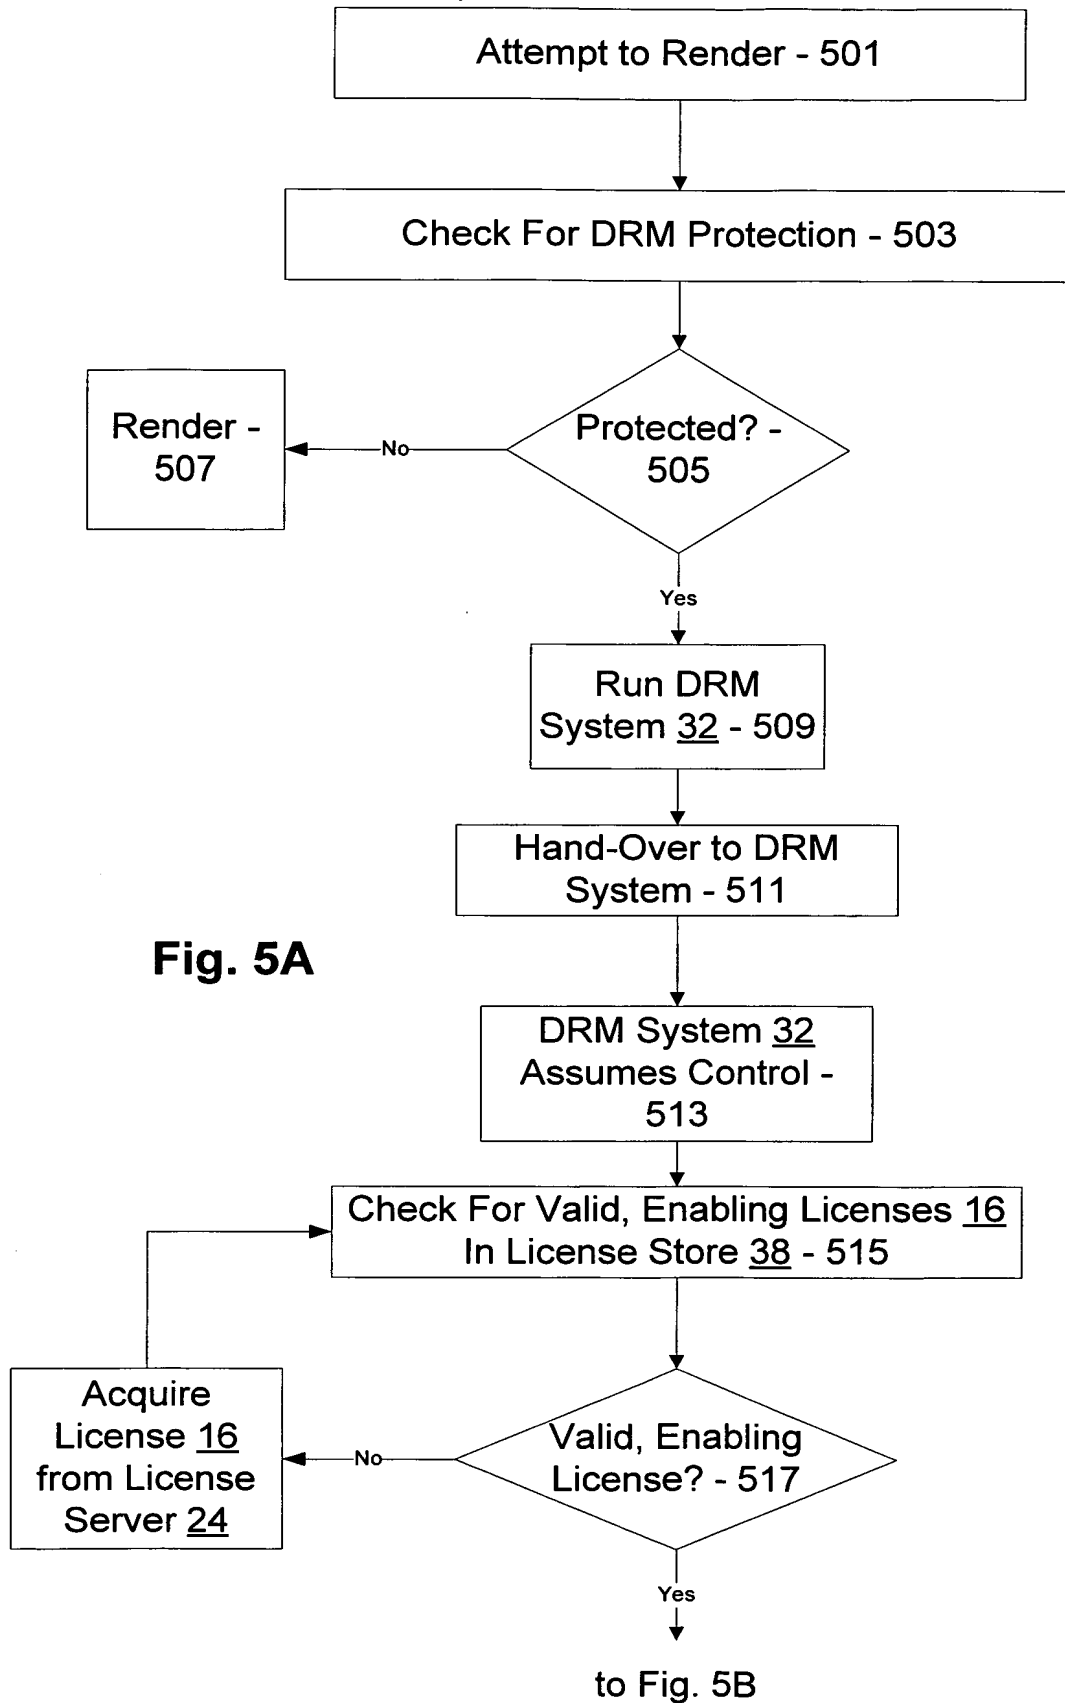 Attempt to Render - 501
Check For DRM Protection - 503
Render -
507
No
Protected? -
505
Yes
Run DRM
System 32 - 509
Hand-Over to DRM
System - 511
Fig. 5A
DRM System 32
Assumes Control -
513
Check For Valid, Enabling Licenses 16
In License Store 38 - 515
Acquire
License 16
from License
Server 24
No
Valid, Enabling
License? - 517
Yes
to Fig. 5B